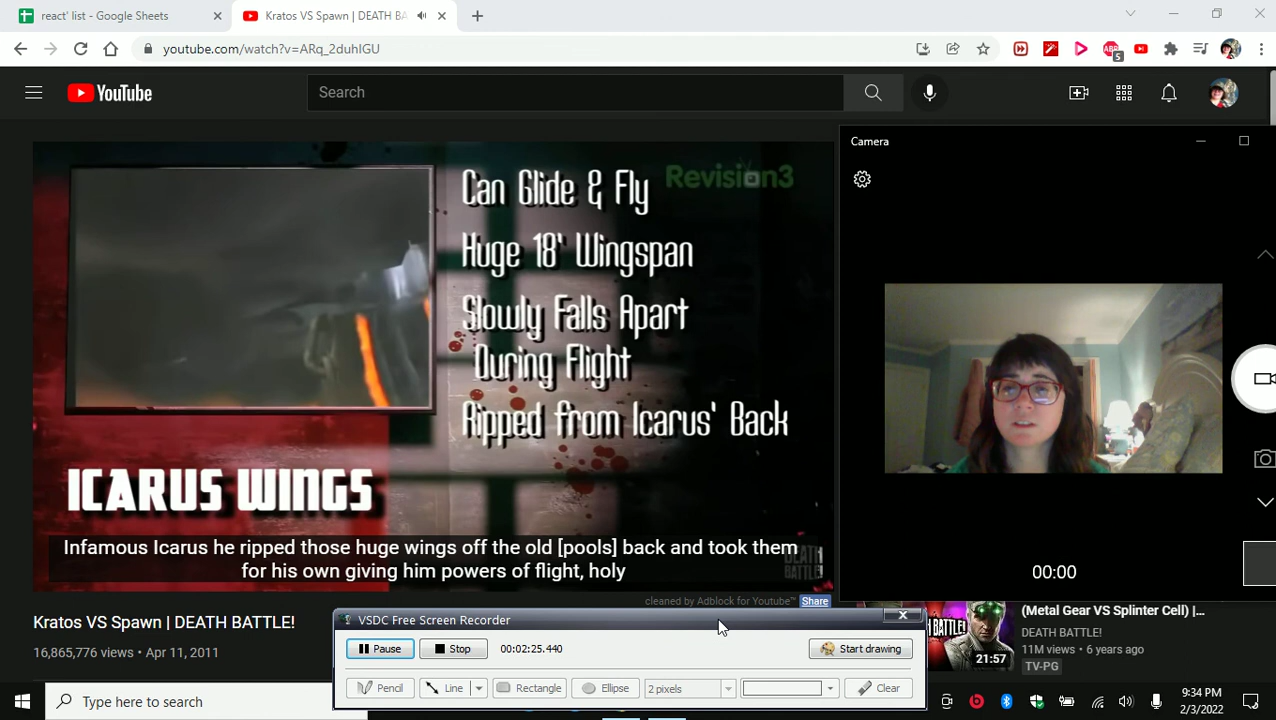 react' list - Google Sheets
Kratos VS Spawn | DEATH BA
youtube.com/watch?v=ARq_2duhIGU
ABP
5
YouTube
Search
Camera
Revision3
Can Glide & Fly
Huge 18' Wingspan
Slowly Falls Apart
During Flight
Ripped from Icarus' Back
ICARUS WINGS
Infamous Icarus he ripped those huge wings off the old [pools] back and took them
for his own giving him powers of flight, holy
DEATH
BATTLE!
00:00
cleaned by Adblock for Youtube™
Share
Kratos VS Spawn | DEATH BATTLE!
16,865,776 views • Apr 11, 2011
VSDC Free Screen Recorder
Pause
Stop
00:02:25.440
Start drawing
Pencil
Line
Rectangle
Ellipse
2 pixels
Clear
(Metal Gear VS Splinter Cell) |...
DEATH BATTLE!
11M views • 6 years ago
TV-PG
21:57
Type here to search
9:34 PM
2/3/2022